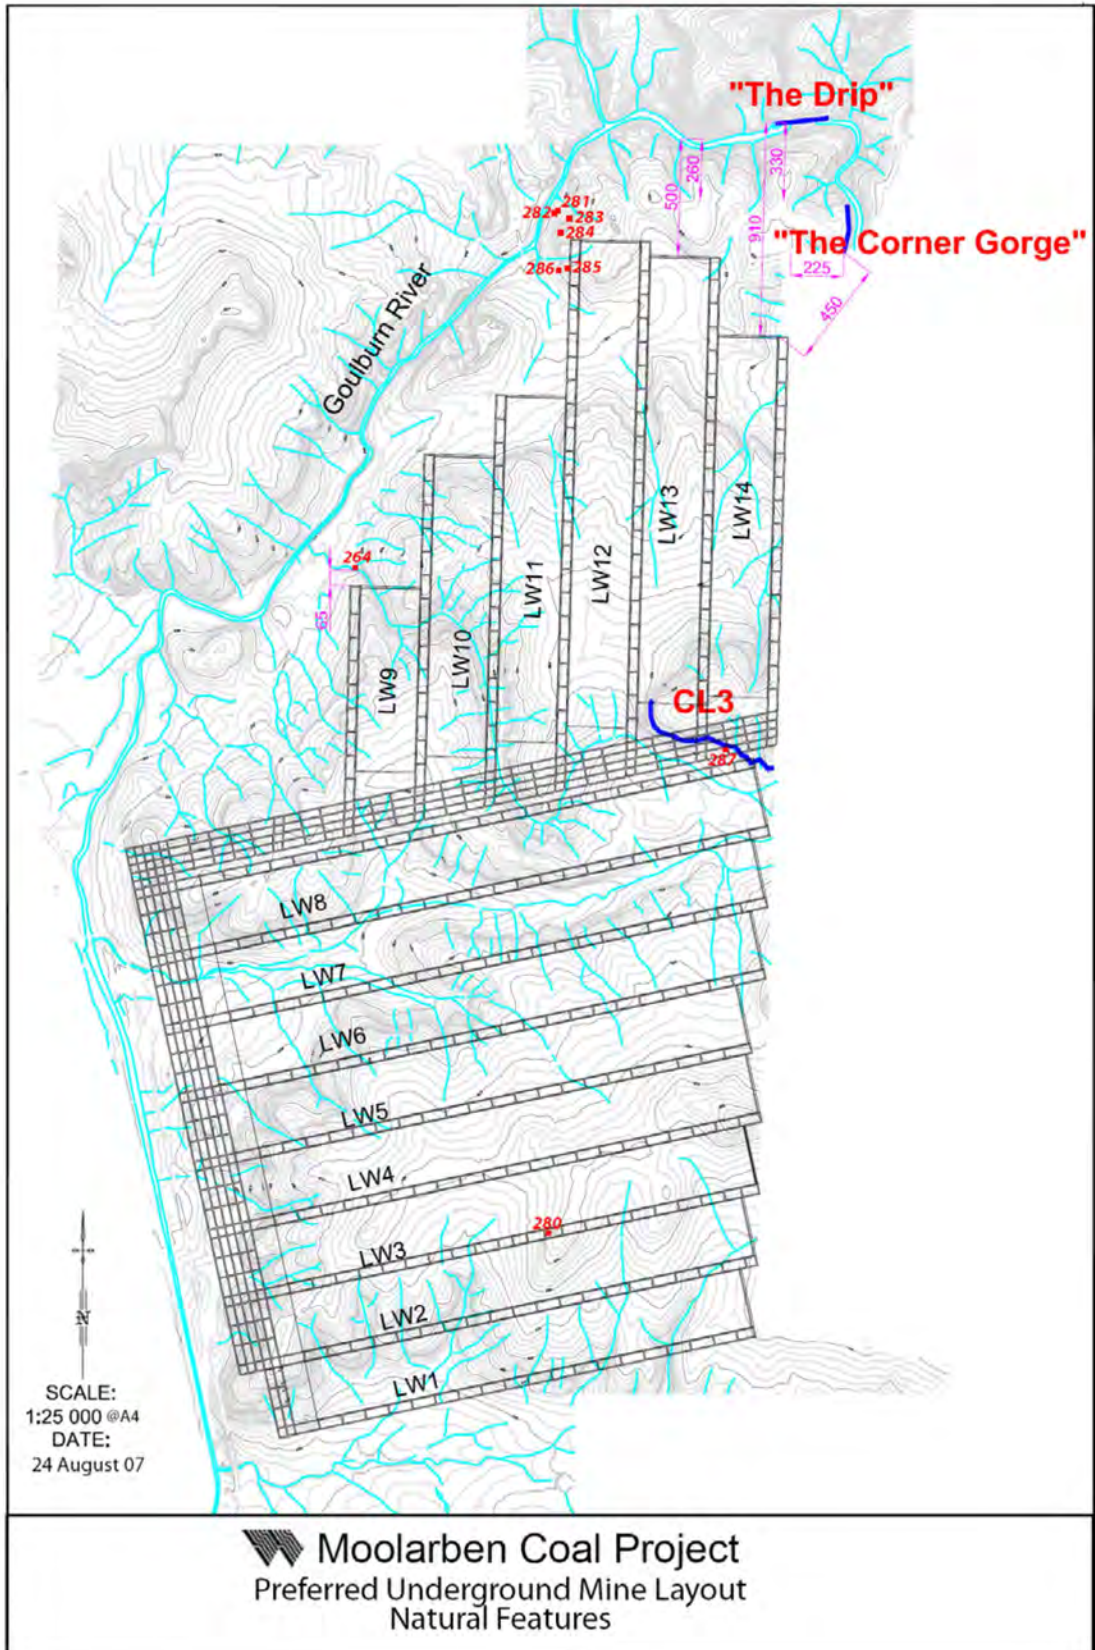 "The Drip"
260
330
500
910
281
282
283
284
"The Corner Gorge"
286
285
225
450
Goulburn River
264
65
LW14
LW13
LW12
LW11
LW10
LW9
CL3
287
LW8
LW7
LW6
LW5
LW4
280
LW3
LW2
LW1
N
SCALE:
1:25 000 @A4
DATE:
24 August 07
Moolarben Coal Project
Preferred Underground Mine Layout
Natural Features